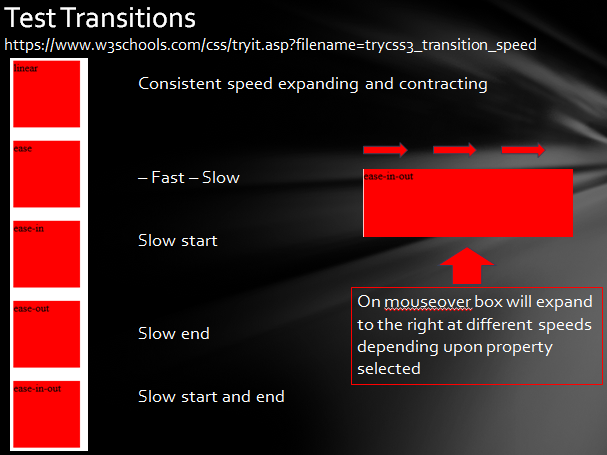 Test Transitions
https://www.w3schools.com/css/tryit.asp?filename=trycss3_transition_speed
linear
Consistent speed expanding and contracting
ease
– Fast – Slow
ease-in
Slow start
ease-out
Slow end
ease-in-out
Slow start and end
ease-in-out
On mouseover box will expand
to the right at different speeds
depending upon property
selected